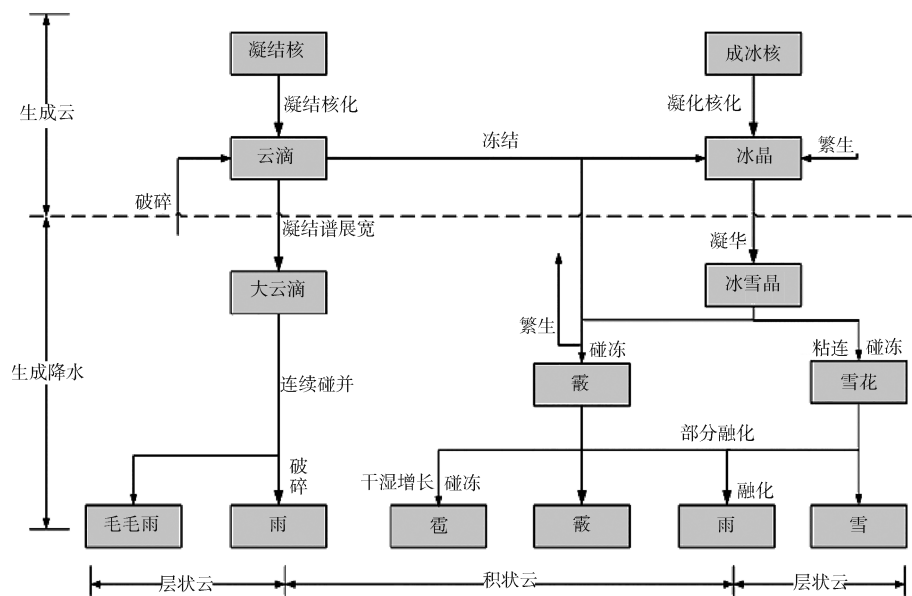 凝结核
成冰核
凝结核化
凝化核化
生成云
云滴
冻结
冰晶
繁生
破碎
凝结谱展宽
凝华
大云滴
冰雪晶
繁生
碰冻
粘连
碰冻
生成降水
连续碰并
霰
雪花
部分融化
破
碎
干湿增长
碰冻
融化
毛毛雨
雨
雹
霰
雨
雪
层状云
积状云
层状云